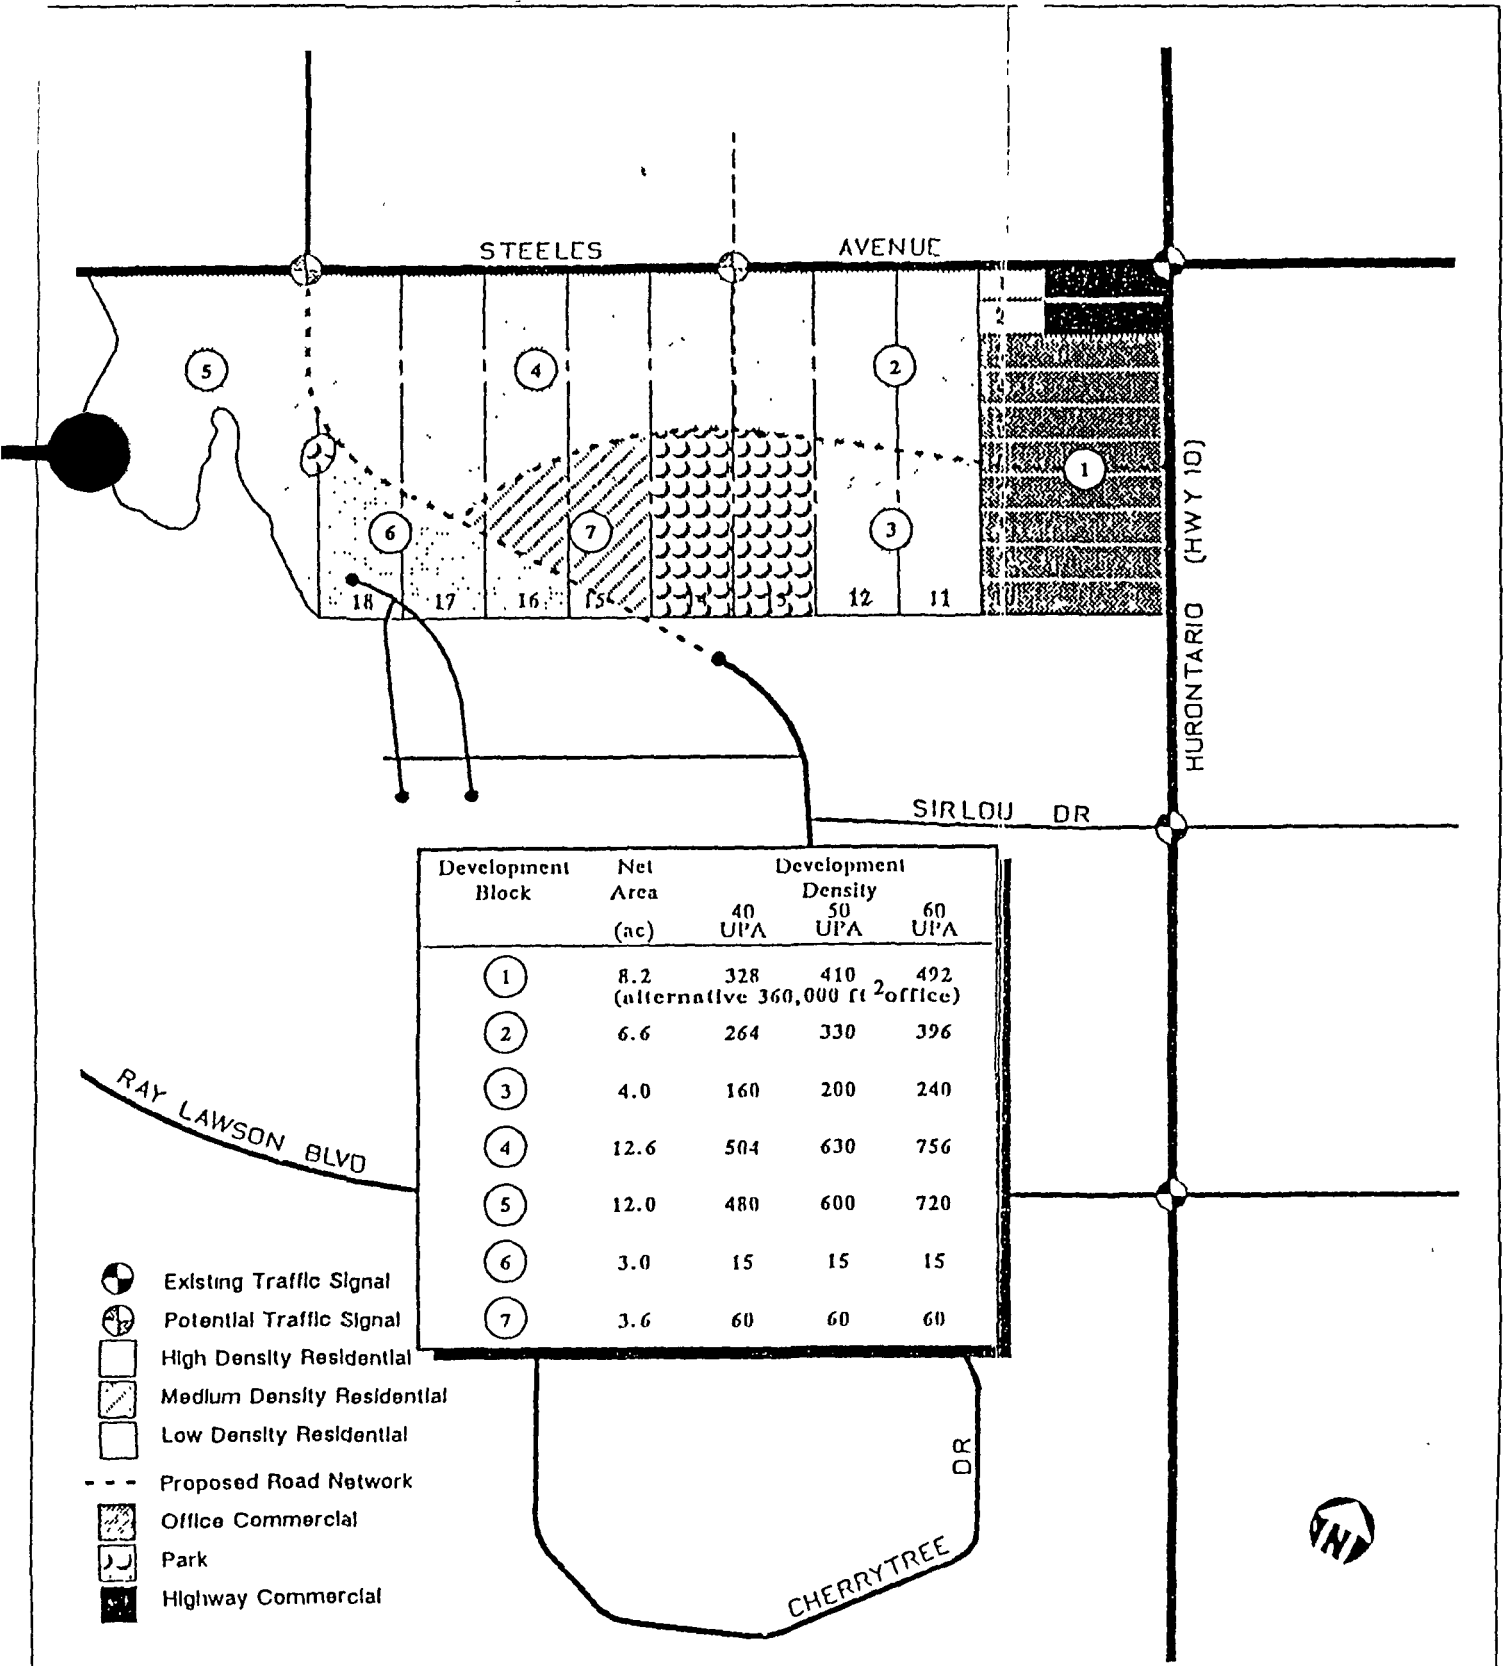 STEELES AVENUE
5
4
2
2
1
6
7
3
18 17 16 15 12 11
HURONTARIO (HWY 10)
SIRLOU DR
Development Net Development
Block Area Density
40 50 60
(ac) UPA UPA UPA
1 8.2 328 410 492
(alternative 360,000 ft 2 office)
2 6.6 264 330 396
3 4.0 160 200 240
4 12.6 504 630 756
5 12.0 480 600 720
6 3.0 15 15 15
7 3.6 60 60 60
RAY LAWSON BLVD
Existing Traffic Signal
Potential Traffic Signal
High Density Residential
Medium Density Residential
Low Density Residential
Proposed Road Network
Office Commercial
Park
Highway Commercial
CHERRYTREE DR
N